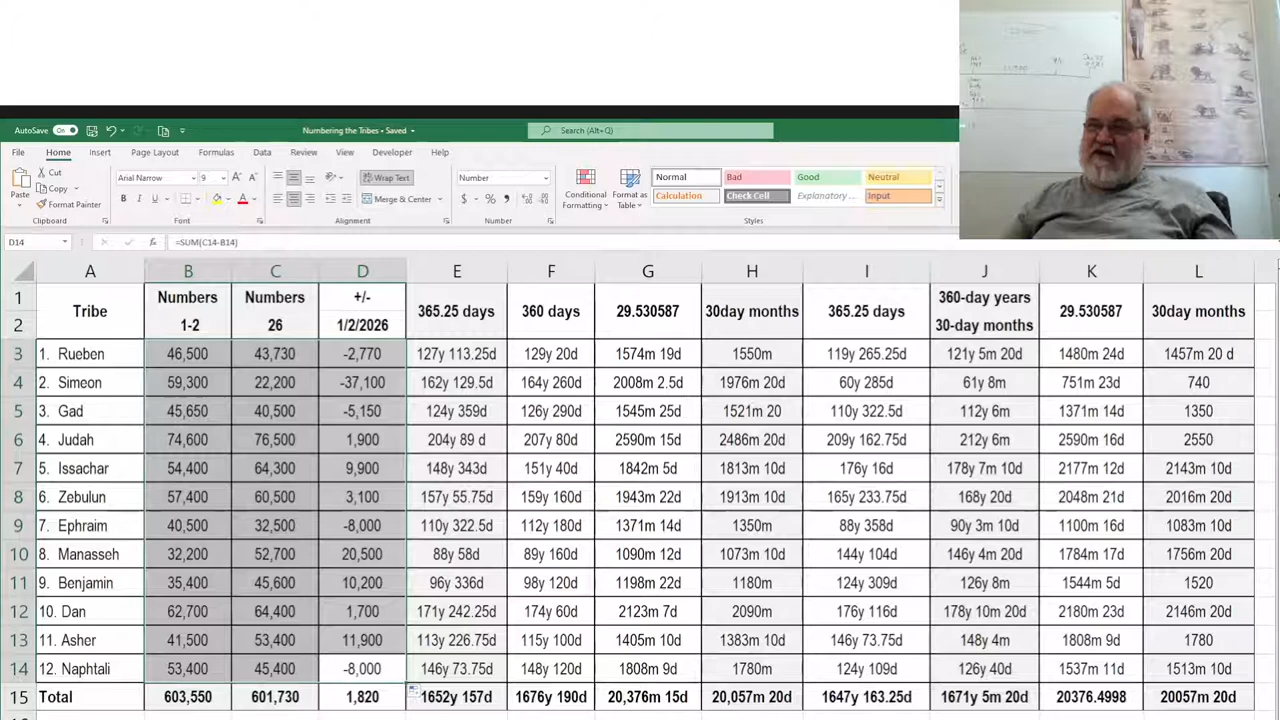 AutoSave On Numbering the Tribes • Saved Search (Alt+Q)
File Home Insert Page Layout Formulas Data Review View Developer Help
Paste Cut Copy Format Painter Clipboard
Arial Narrow 9 A A B I U A Font
Wrap Text Merge & Center Alignment
Number $ % , Number
Conditional Formatting Format as Table
Normal Bad Good Neutral
Calculation Check Cell Explanatory ... Input
Styles
D14 fx =SUM(C14-B14)
A B C D E F G H I J K L
1 Tribe Numbers Numbers +/- 365.25 days 360 days 29.530587 30day months 365.25 days 360-day years 29.530587 30day months
2 1-2 26 1/2/2026 30-day months
3 1. Rueben 46,500 43,730 -2,770 127y 113.25d 129y 20d 1574m 19d 1550m 119y 265.25d 121y 5m 20d 1480m 24d 1457m 20 d
4 2. Simeon 59,300 22,200 -37,100 162y 129.5d 164y 260d 2008m 2.5d 1976m 20d 60y 285d 61y 8m 751m 23d 740
5 3. Gad 45,650 40,500 -5,150 124y 359d 126y 290d 1545m 25d 1521m 20 110y 322.5d 112y 6m 1371m 14d 1350
6 4. Judah 74,600 76,500 1,900 204y 89 d 207y 80d 2590m 15d 2486m 20d 209y 162.75d 212y 6m 2590m 16d 2550
7 5. Issachar 54,400 64,300 9,900 148y 343d 151y 40d 1842m 5d 1813m 10d 176y 16d 178y 7m 10d 2177m 12d 2143m 10d
8 6. Zebulun 57,400 60,500 3,100 157y 55.75d 159y 160d 1943m 22d 1913m 10d 165y 233.75d 168y 20d 2048m 21d 2016m 20d
9 7. Ephraim 40,500 32,500 -8,000 110y 322.5d 112y 180d 1371m 14d 1350m 88y 358d 90y 3m 10d 1100m 16d 1083m 10d
10 8. Manasseh 32,200 52,700 20,500 88y 58d 89y 160d 1090m 12d 1073m 10d 144y 104d 146y 4m 20d 1784m 17d 1756m 20d
11 9. Benjamin 35,400 45,600 10,200 96y 336d 98y 120d 1198m 22d 1180m 124y 309d 126y 8m 1544m 5d 1520
12 10. Dan 62,700 64,400 1,700 171y 242.25d 174y 60d 2123m 7d 2090m 176y 116d 178y 10m 20d 2180m 23d 2146m 20d
13 11. Asher 41,500 53,400 11,900 113y 226.75d 115y 100d 1405m 10d 1383m 10d 146y 73.75d 148y 4m 1808m 9d 1780
14 12. Naphtali 53,400 45,400 -8,000 146y 73.75d 148y 120d 1808m 9d 1780m 124y 109d 126y 40d 1537m 11d 1513m 10d
15 Total 603,550 601,730 1,820 1652y 157d 1676y 190d 20,376m 15d 20,057m 20d 1647y 163.25d 1671y 5m 20d 20376.4998 20057m 20d